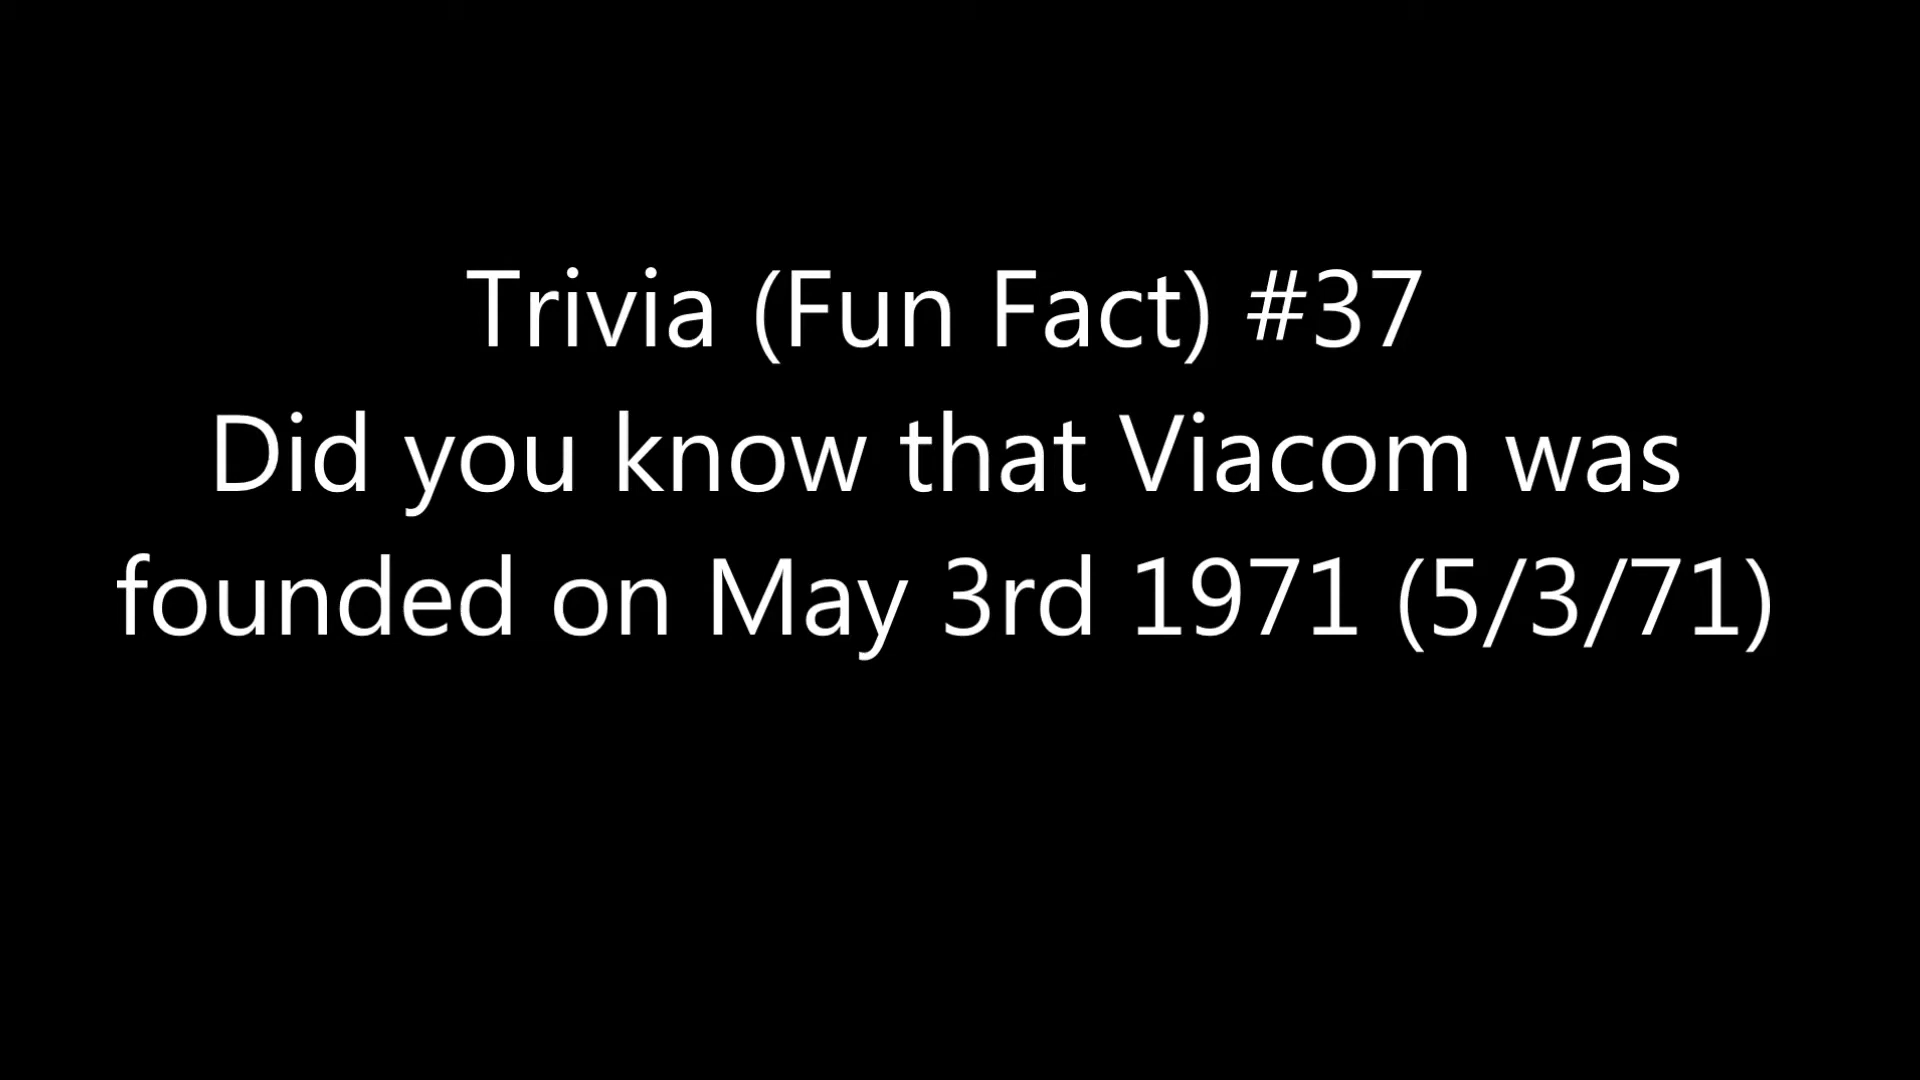 Trivia (Fun Fact) #37
Did you know that Viacom was
founded on May 3rd 1971 (5/3/71)